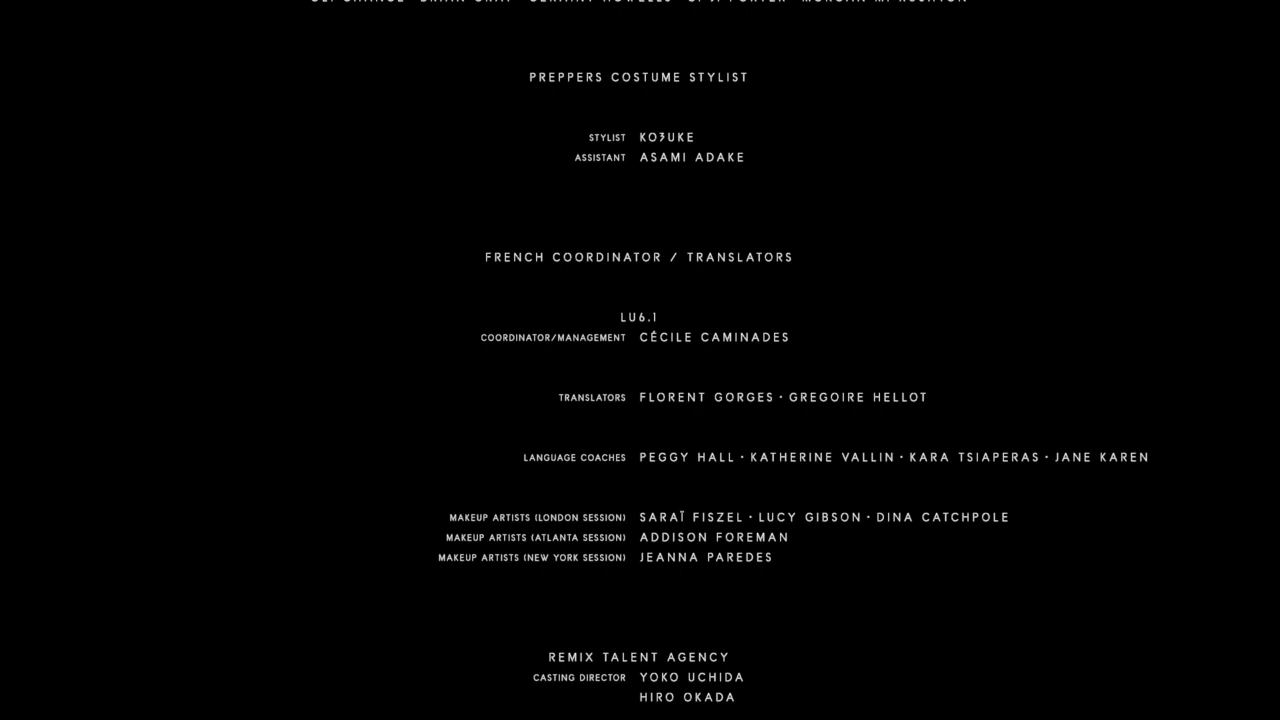 PREPPERS COSTUME STYLIST
STYLIST KO3UKE
ASSISTANT ASAMI ADAKE
FRENCH COORDINATOR / TRANSLATORS
LU6.1
COORDINATOR/MANAGEMENT CÉCILE CAMINADES
TRANSLATORS FLORENT GORGES · GREGOIRE HELLOT
LANGUAGE COACHES PEGGY HALL · KATHERINE VALLIN · KARA TSIAPERAS · JANE KAREN
MAKEUP ARTISTS (LONDON SESSION) SARAÏ FISZEL · LUCY GIBSON · DINA CATCHPOLE
MAKEUP ARTISTS (ATLANTA SESSION) ADDISON FOREMAN
MAKEUP ARTISTS (NEW YORK SESSION) JEANNA PAREDES
REMIX TALENT AGENCY
CASTING DIRECTOR YOKO UCHIDA
HIRO OKADA